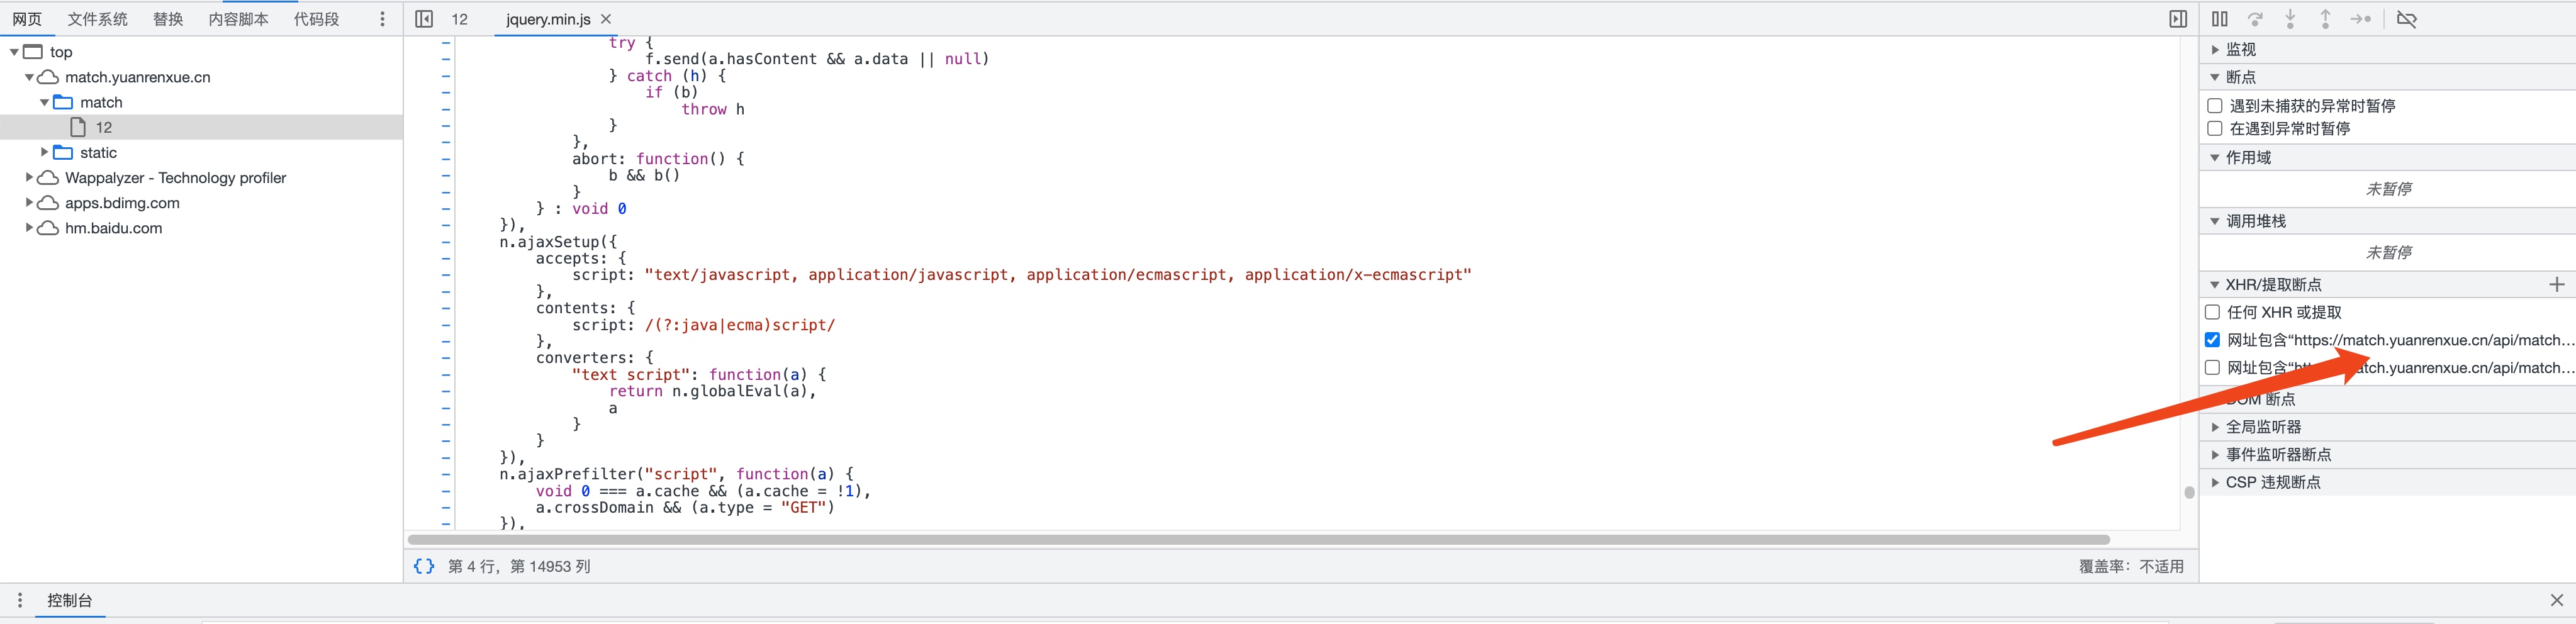 网页 文件系统 替换 内容脚本 代码段
top
match.yuanrenxue.cn
match
12
static
Wappalyzer - Technology profiler
apps.bdimg.com
hm.baidu.com
12 jquery.min.js
try {
f.send(a.hasContent && a.data || null)
} catch (h) {
if (b)
throw h
}
},
abort: function() {
b && b()
}
} : void 0
}),
n.ajaxSetup({
accepts: {
script: "text/javascript, application/javascript, application/ecmascript, application/x-ecmascript"
},
contents: {
script: /(?:java|ecma)script/
},
converters: {
"text script": function(a) {
return n.globalEval(a),
a
}
}
}),
n.ajaxPrefilter("script", function(a) {
void 0 === a.cache && (a.cache = !1),
a.crossDomain && (a.type = "GET")
}),
{} 第 4 行，第 14953 列 覆盖率：不适用
监视
断点
遇到未捕获的异常时暂停
在遇到异常时暂停
作用域
未暂停
调用堆栈
未暂停
XHR/提取断点
任何 XHR 或提取
网址包含“https://match.yuanrenxue.cn/api/match...
网址包含“ht atch.yuanrenxue.cn/api/match...
DOM 断点
全局监听器
事件监听器断点
CSP 违规断点
控制台